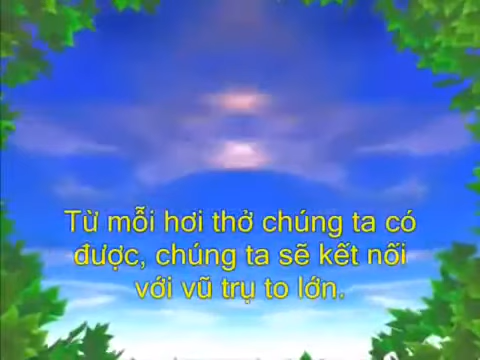 Từ mỗi hơi thở chúng ta có
được, chúng ta sẽ kết nối
với vũ trụ to lớn.